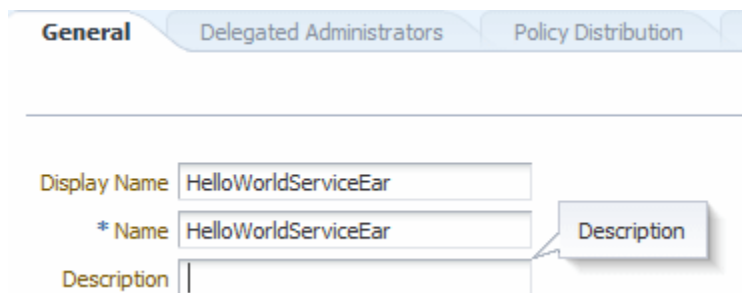 General Delegated Administrators Policy Distribution
Display Name HelloWorldServiceEar
* Name HelloWorldServiceEar
Description
Description